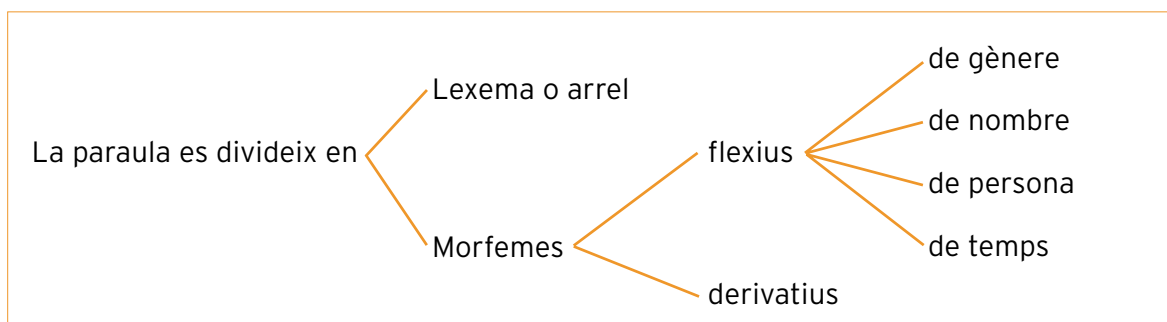 La paraula es divideix en
Lexema o arrel
Morfemes
flexius
de gènere
de nombre
de persona
de temps
derivatius